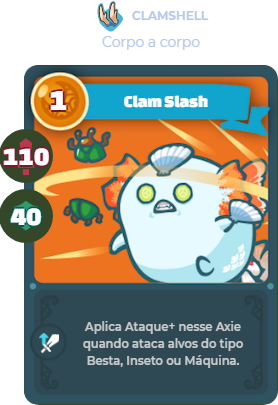 CLAMSHELL
Corpo a corpo
1
Clam Slash
110
40
Aplica Ataque+ nesse Axie
quando ataca alvos do tipo
Besta, Inseto ou Máquina.